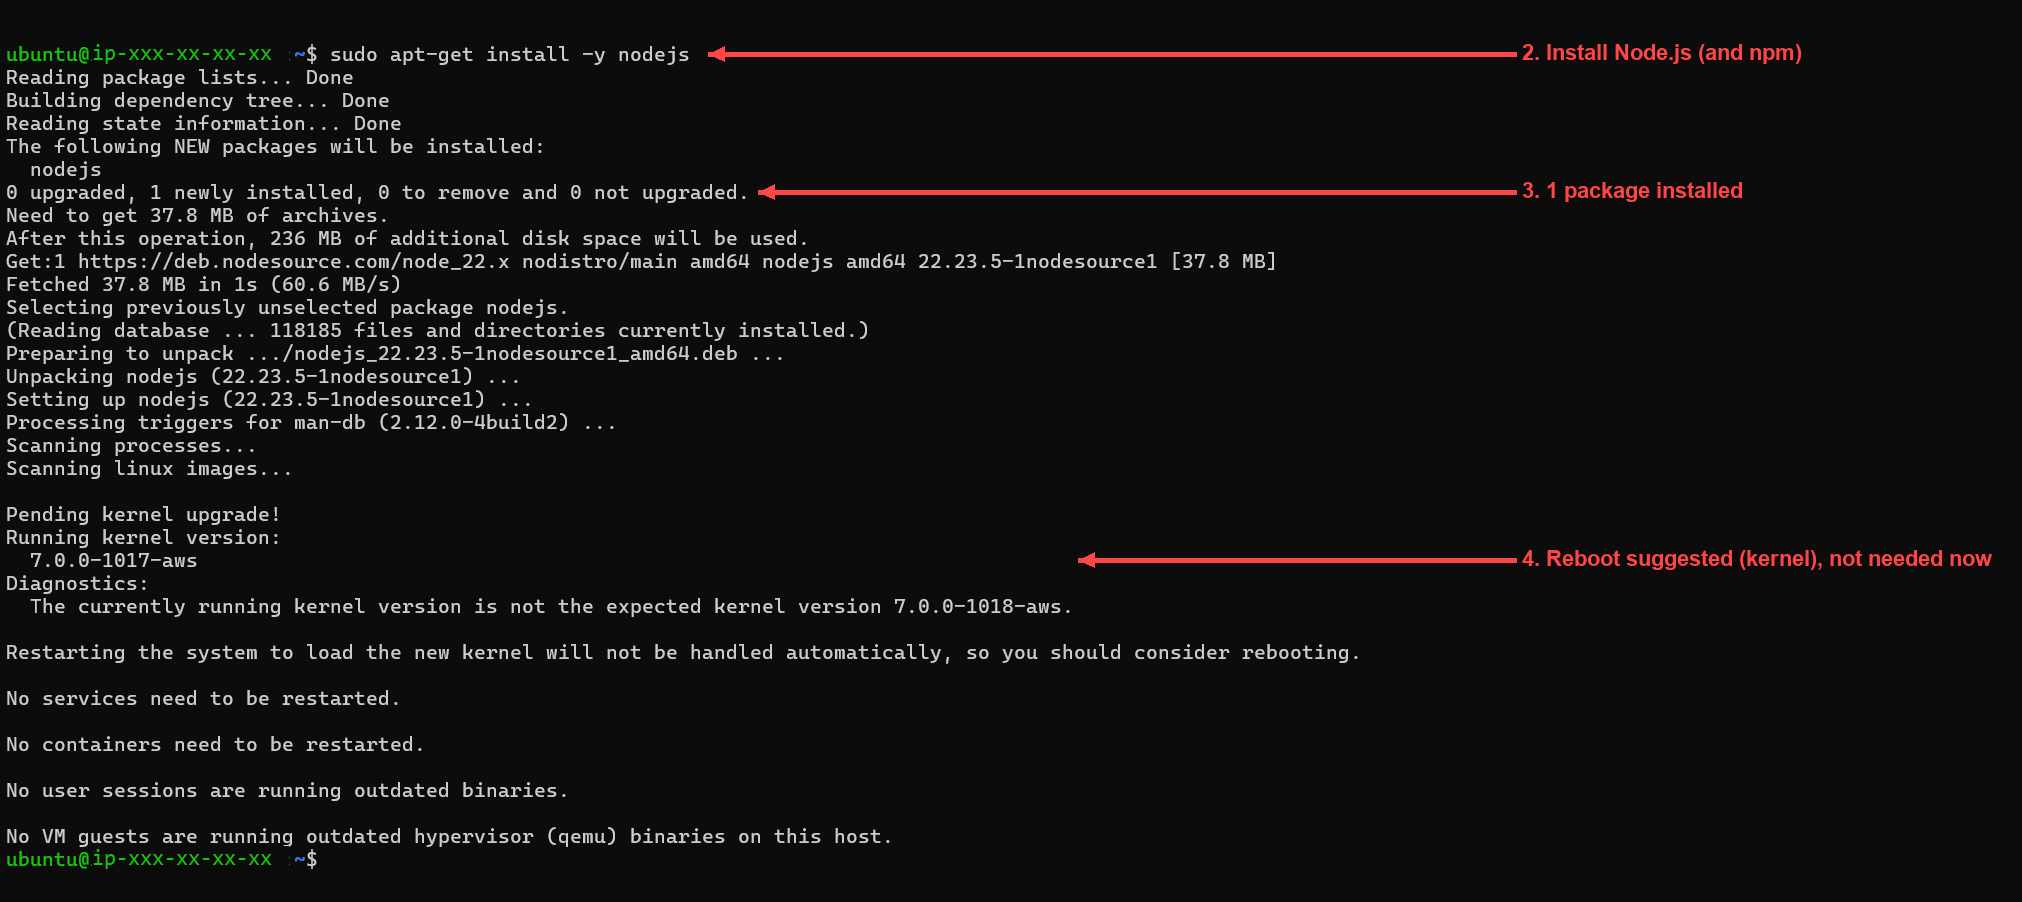 ubuntu@ip-xxx-xx-xx-xx :~$ sudo apt-get install -y nodejs 2. Install Node.js (and npm)
Reading package lists... Done
Building dependency tree... Done
Reading state information... Done
The following NEW packages will be installed:
  nodejs
0 upgraded, 1 newly installed, 0 to remove and 0 not upgraded. 3. 1 package installed
Need to get 37.8 MB of archives.
After this operation, 236 MB of additional disk space will be used.
Get:1 https://deb.nodesource.com/node_22.x nodistro/main amd64 nodejs amd64 22.23.5-1nodesource1 [37.8 MB]
Fetched 37.8 MB in 1s (60.6 MB/s)
Selecting previously unselected package nodejs.
(Reading database ... 118185 files and directories currently installed.)
Preparing to unpack .../nodejs_22.23.5-1nodesource1_amd64.deb ...
Unpacking nodejs (22.23.5-1nodesource1) ...
Setting up nodejs (22.23.5-1nodesource1) ...
Processing triggers for man-db (2.12.0-4build2) ...
Scanning processes...
Scanning linux images...
Pending kernel upgrade!
Running kernel version:
  7.0.0-1017-aws 4. Reboot suggested (kernel), not needed now
Diagnostics:
  The currently running kernel version is not the expected kernel version 7.0.0-1018-aws.
Restarting the system to load the new kernel will not be handled automatically, so you should consider rebooting.
No services need to be restarted.
No containers need to be restarted.
No user sessions are running outdated binaries.
No VM guests are running outdated hypervisor (qemu) binaries on this host.
ubuntu@ip-xxx-xx-xx-xx :~$